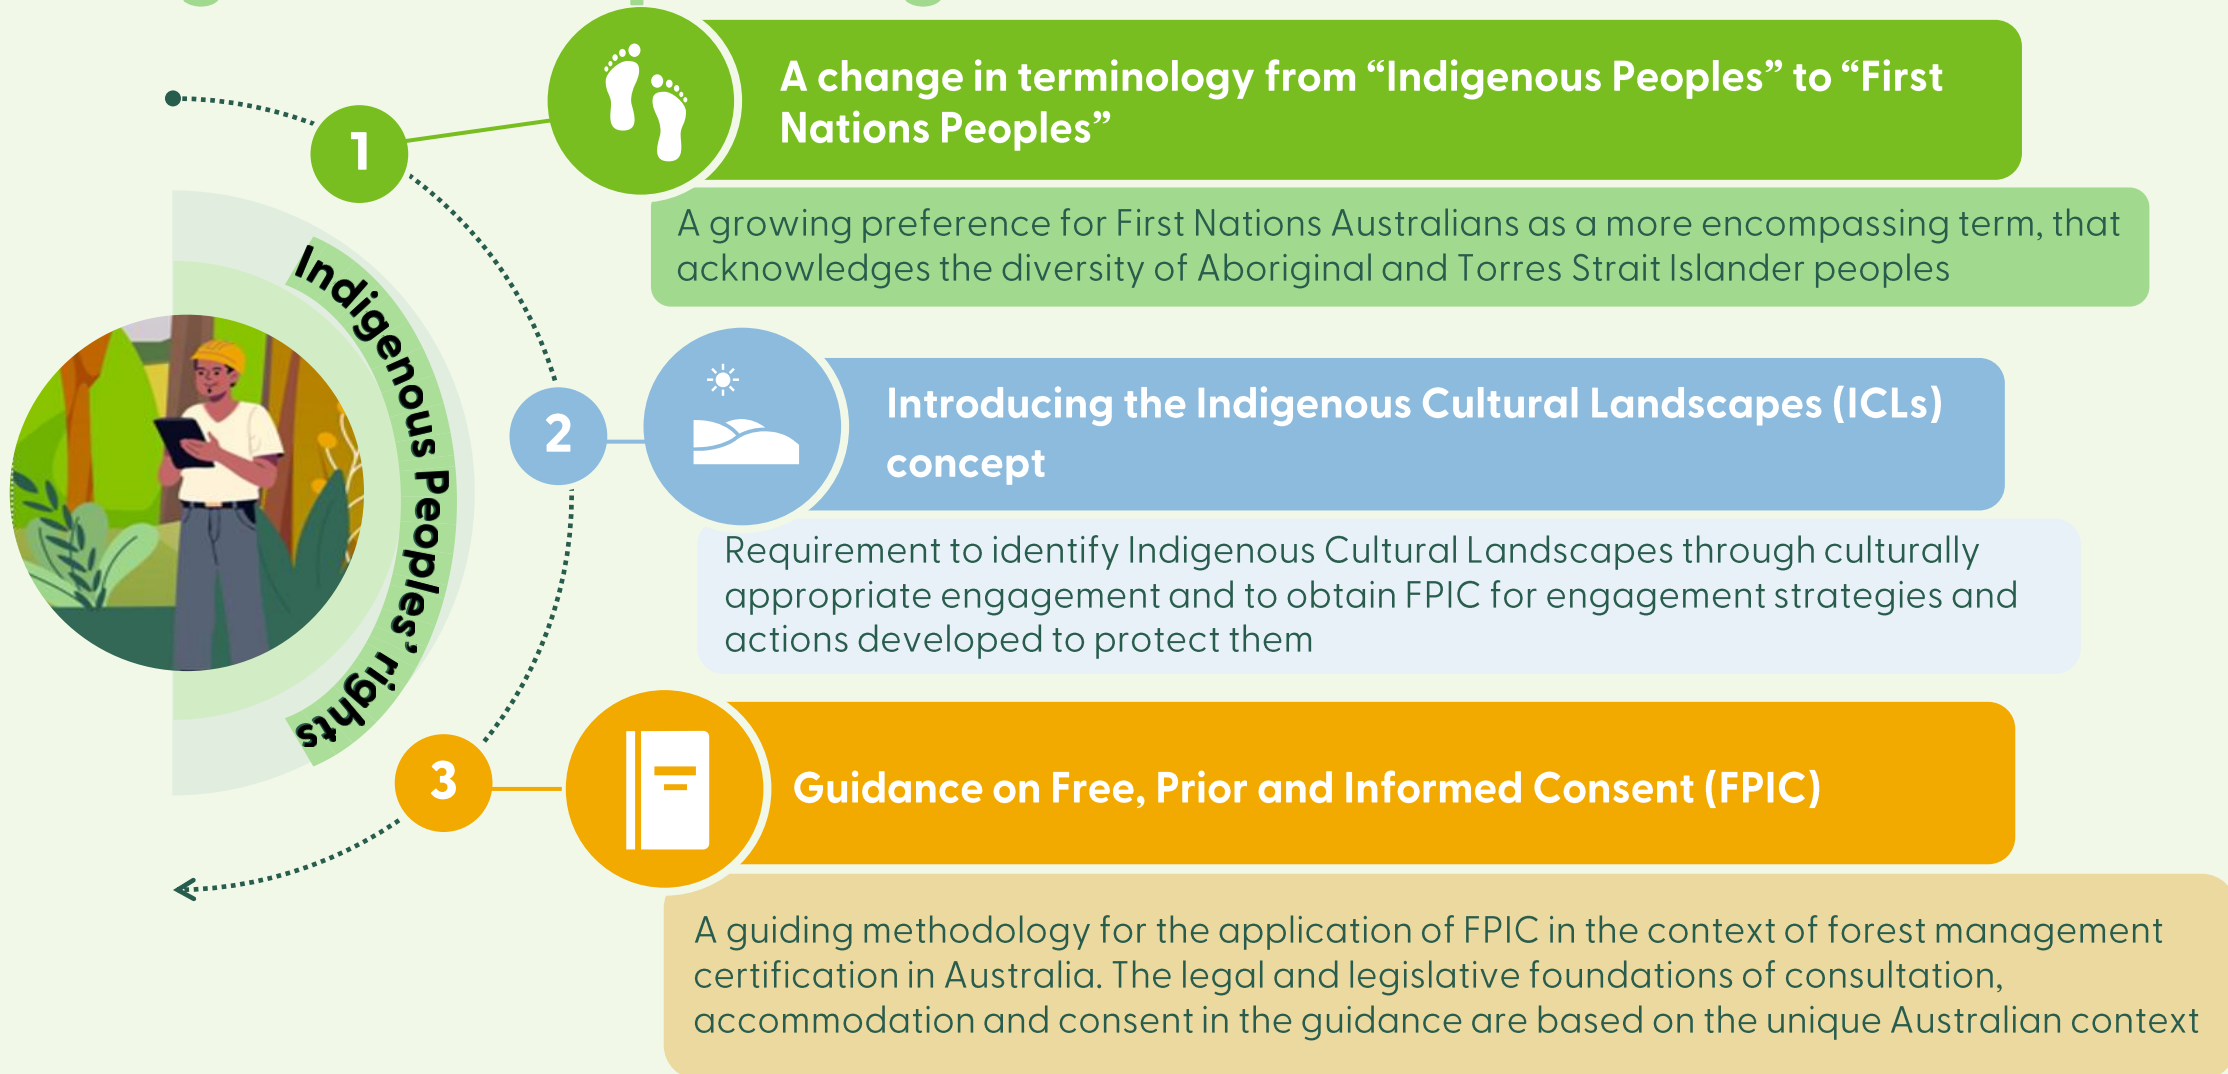 Indigenous Peoples’ rights
1
A change in terminology from “Indigenous Peoples” to “First
Nations Peoples”
A growing preference for First Nations Australians as a more encompassing term, that
acknowledges the diversity of Aboriginal and Torres Strait Islander peoples
2
Introducing the Indigenous Cultural Landscapes (ICLs)
concept
Requirement to identify Indigenous Cultural Landscapes through culturally
appropriate engagement and to obtain FPIC for engagement strategies and
actions developed to protect them
3
Guidance on Free, Prior and Informed Consent (FPIC)
A guiding methodology for the application of FPIC in the context of forest management
certification in Australia. The legal and legislative foundations of consultation,
accommodation and consent in the guidance are based on the unique Australian context